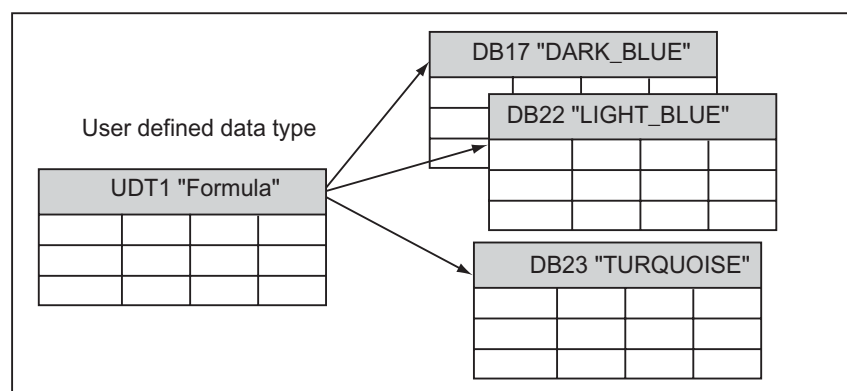 DB17 "DARK_BLUE"
DB22 "LIGHT_BLUE"
User defined data type
UDT1 "Formula"
DB23 "TURQUOISE"